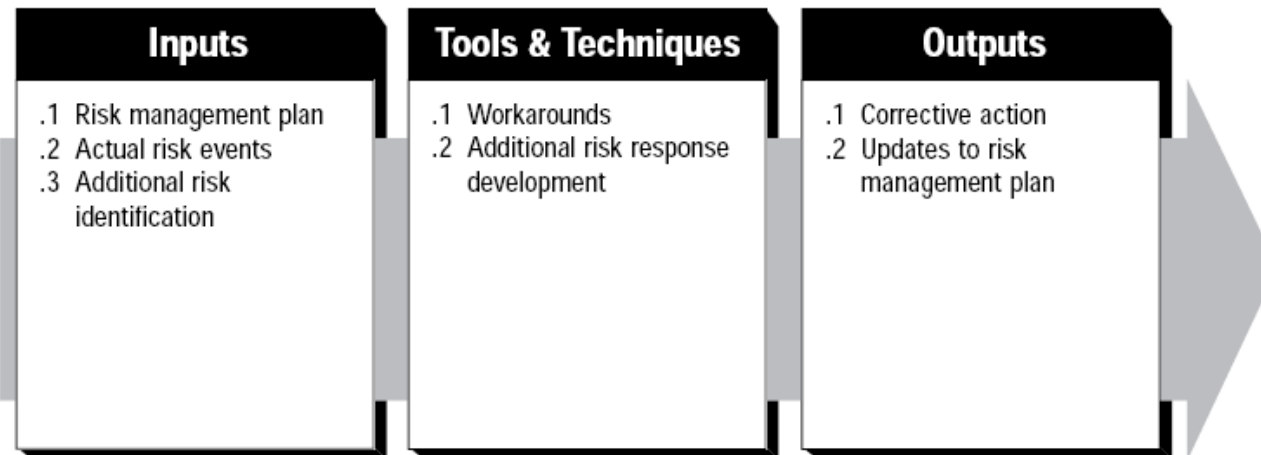 Inputs
.1 Risk management plan
.2 Actual risk events
.3 Additional risk
identification
Tools & Techniques
.1 Workarounds
.2 Additional risk response
development
Outputs
.1 Corrective action
.2 Updates to risk
management plan